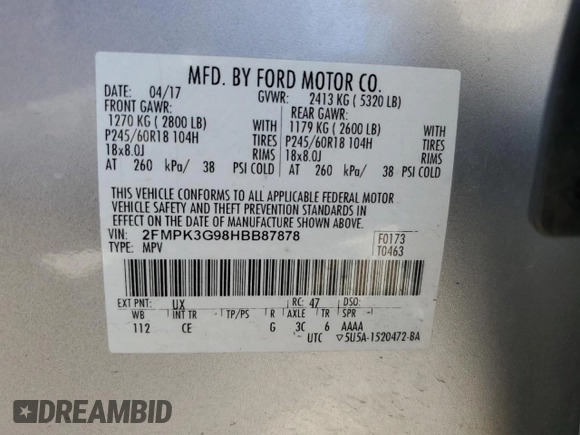 MFD. BY FORD MOTOR CO.
DATE: 04/17 GVWR: 2413 KG ( 5320 LB)
FRONT GAWR: REAR GAWR:
1270 KG ( 2800 LB) WITH 1179 KG ( 2600 LB) WITH
P245/60R18 104H TIRES P245/60R18 104H TIRES
18x8.0J RIMS 18x8.0J RIMS
AT 260 kPa/ 38 PSI COLD AT 260 kPa/ 38 PSI COLD
THIS VEHICLE CONFORMS TO ALL APPLICABLE FEDERAL MOTOR
VEHICLE SAFETY AND THEFT PREVENTION STANDARDS IN
EFFECT ON THE DATE OF MANUFACTURE SHOWN ABOVE.
VIN: 2FMPK3G98HBB87878 F0173
TYPE: MPV T0463
EXT PNT: UX RC: 47 DSO:
WB INT TR TP/PS R AXLE TR SPR
112 CE G 3C 6 AAAA
UTC ▽5U5A-1520472-BA
DREAMBID